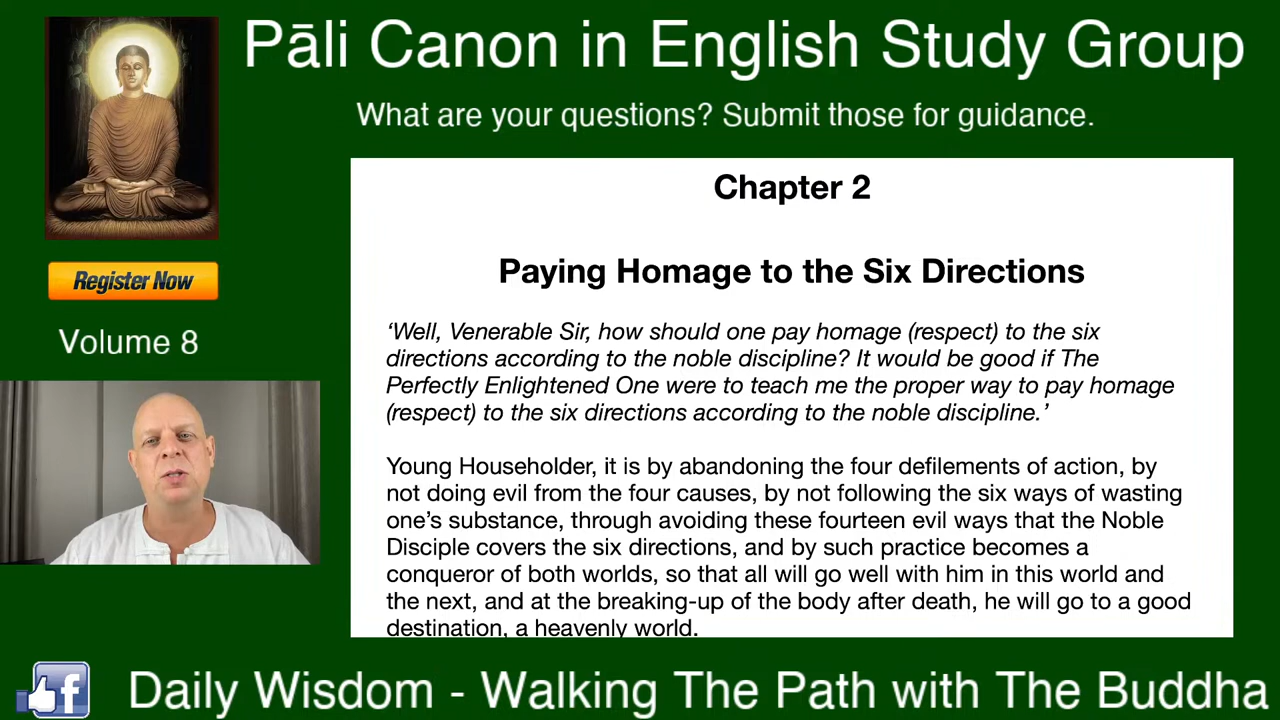 Pāli Canon in English Study Group
What are your questions? Submit those for guidance.
Register Now
Volume 8
Chapter 2
Paying Homage to the Six Directions
‘Well, Venerable Sir, how should one pay homage (respect) to the six
directions according to the noble discipline? It would be good if The
Perfectly Enlightened One were to teach me the proper way to pay homage
(respect) to the six directions according to the noble discipline.’
Young Householder, it is by abandoning the four defilements of action, by
not doing evil from the four causes, by not following the six ways of wasting
one’s substance, through avoiding these fourteen evil ways that the Noble
Disciple covers the six directions, and by such practice becomes a
conqueror of both worlds, so that all will go well with him in this world and
the next, and at the breaking-up of the body after death, he will go to a good
destination, a heavenly world.
f
Daily Wisdom - Walking The Path with The Buddha